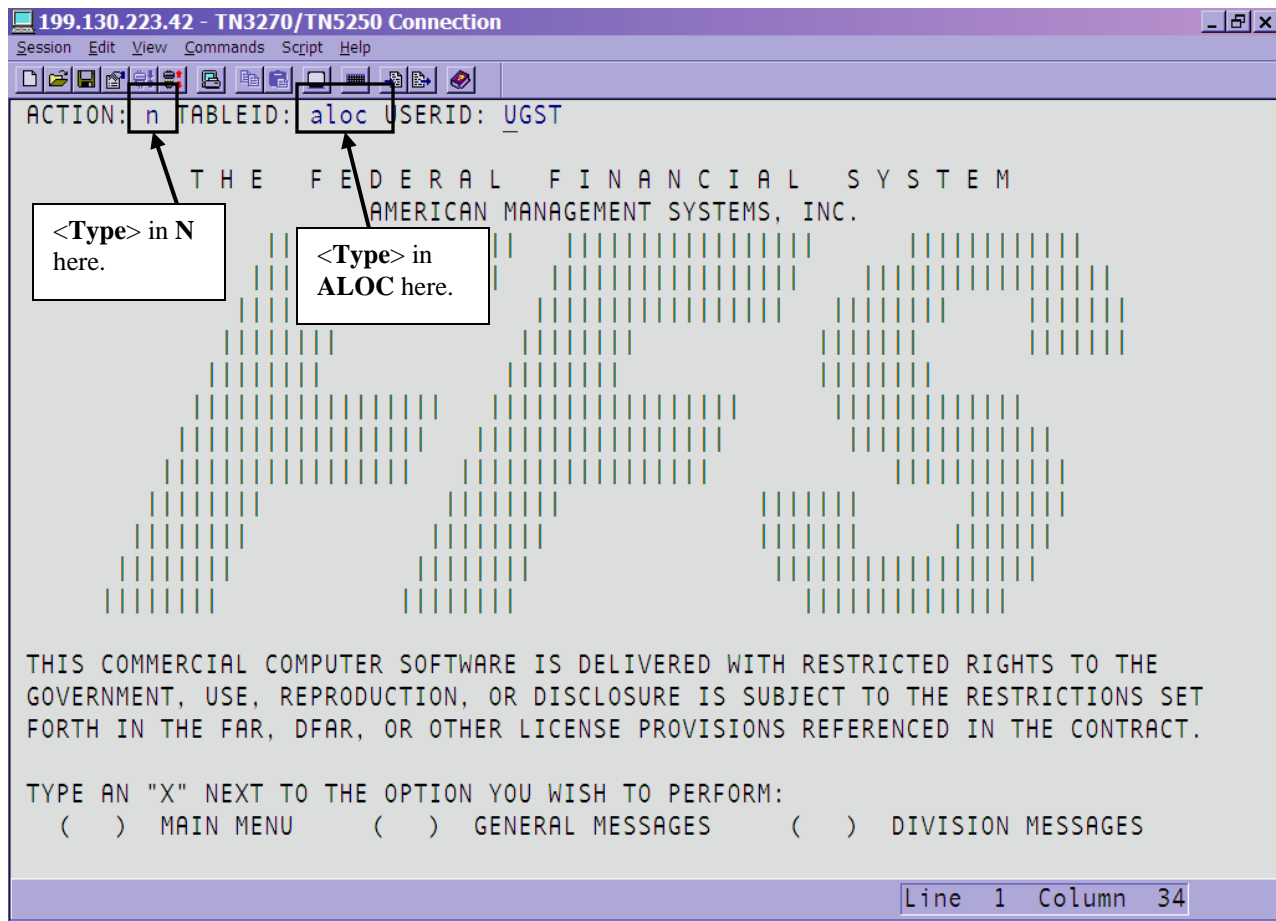 199.130.223.42 - TN3270/TN5250 Connection
Session Edit View Commands Script Help
ACTION: n TABLEID: aloc USERID: UGST
T H E F E D E R A L F I N A N C I A L S Y S T E M
AMERICAN MANAGEMENT SYSTEMS, INC.
<Type> in N
here.
<Type> in
ALOC here.
FFS
THIS COMMERCIAL COMPUTER SOFTWARE IS DELIVERED WITH RESTRICTED RIGHTS TO THE
GOVERNMENT, USE, REPRODUCTION, OR DISCLOSURE IS SUBJECT TO THE RESTRICTIONS SET
FORTH IN THE FAR, DFAR, OR OTHER LICENSE PROVISIONS REFERENCED IN THE CONTRACT.
TYPE AN "X" NEXT TO THE OPTION YOU WISH TO PERFORM:
( ) MAIN MENU ( ) GENERAL MESSAGES ( ) DIVISION MESSAGES
Line 1 Column 34